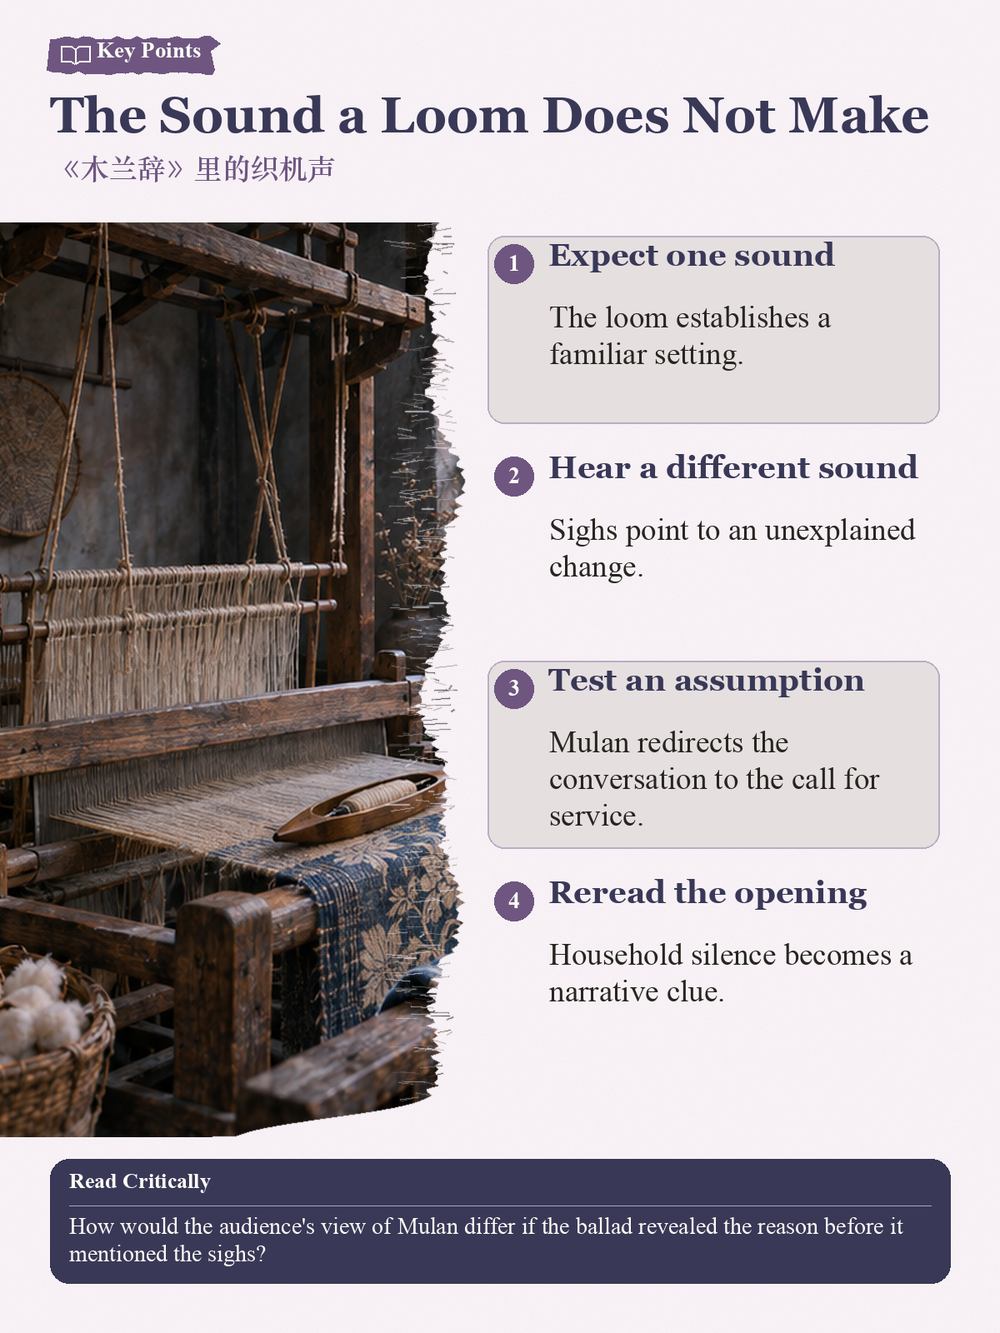 Key Points
The Sound a Loom Does Not Make
《木兰辞》里的织机声
1 Expect one sound
The loom establishes a
familiar setting.
2 Hear a different sound
Sighs point to an unexplained
change.
3 Test an assumption
Mulan redirects the
conversation to the call for
service.
4 Reread the opening
Household silence becomes a
narrative clue.
Read Critically
How would the audience's view of Mulan differ if the ballad revealed the reason before it
mentioned the sighs?